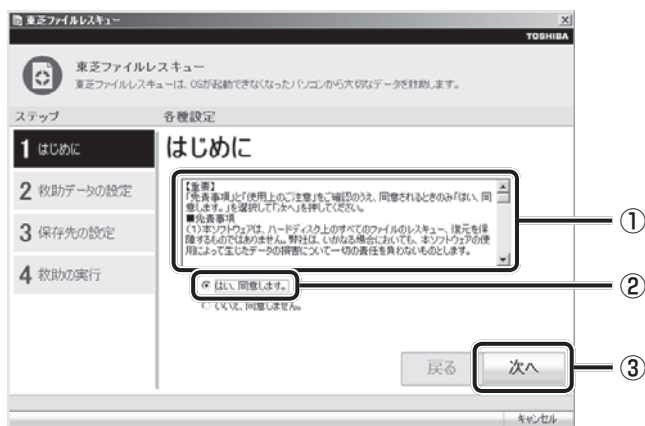 東芝ファイルレスキュー
TOSHIBA
東芝ファイルレスキュー
東芝ファイルレスキューは、OSが起動できなくなったパソコンから大切なデータを救助します。
ステップ
各種設定
1 はじめに
2 救助データの設定
3 保存先の設定
4 救助の実行
はじめに
【重要】
「免責事項」と「使用上のご注意」をご確認のうえ、同意されるときのみ「はい、同
意します。」を選択して「次へ」を押してください。
■免責事項
(1)本ソフトウェアは、ハードディスク上のすべてのファイルのレスキュー、復元を保
障するものではありません。弊社は、いかなる場合においても、本ソフトウェアの使
用によって生じたデータの損害について一切の責任を負わないものとします。
①
はい、同意します。
②
いいえ、同意しません。
戻る
次へ
③
キャンセル